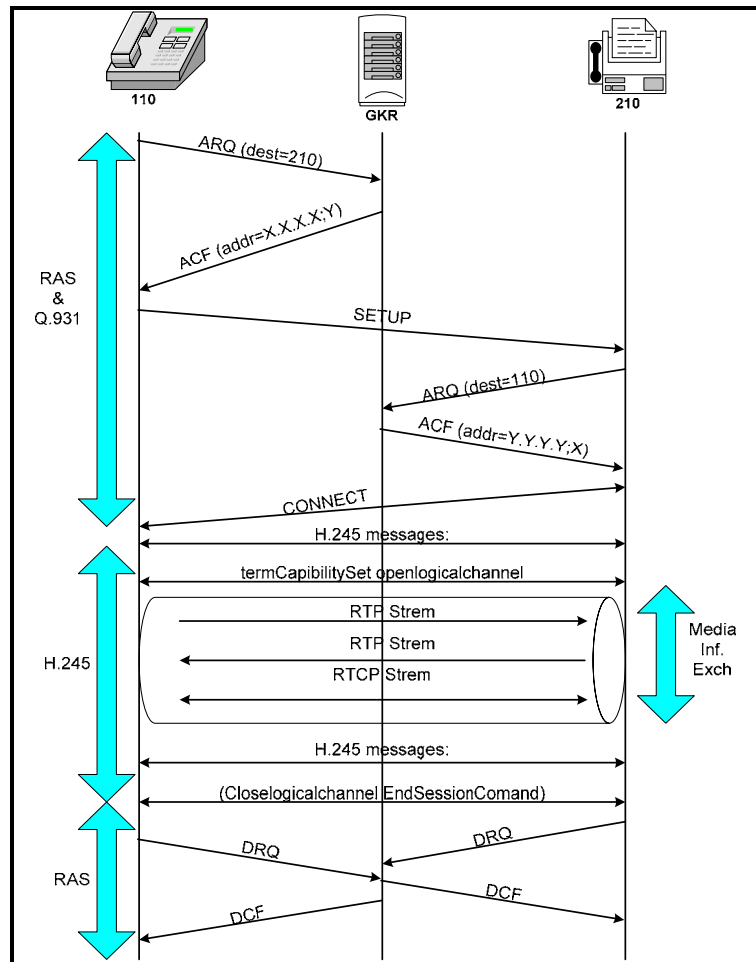 110
GKR
210
ARQ (dest=210)
ACF (addr=X.X.X.X;Y)
RAS
&
Q.931
SETUP
ARQ (dest=110)
ACF (addr=Y.Y.Y.Y;X)
CONNECT
H.245 messages:
termCapibilitySet openlogicalchannel
RTP Strem
RTP Strem
RTCP Strem
Media
Inf.
Exch
H.245
H.245 messages:
(Closelogicalchannel EndSessionComand)
DRQ
DRQ
RAS
DCF
DCF